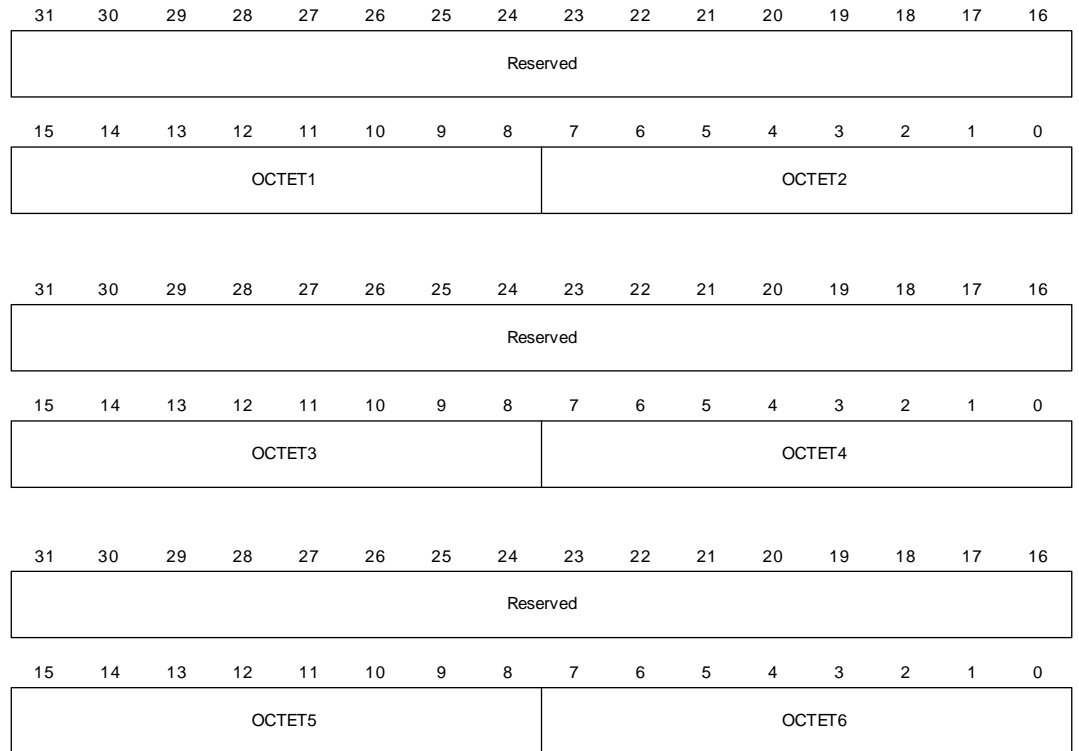 31 30 29 28 27 26 25 24 23 22 21 20 19 18 17 16
Reserved
15 14 13 12 11 10 9 8 7 6 5 4 3 2 1 0
OCTET1 OCTET2
31 30 29 28 27 26 25 24 23 22 21 20 19 18 17 16
Reserved
15 14 13 12 11 10 9 8 7 6 5 4 3 2 1 0
OCTET3 OCTET4
31 30 29 28 27 26 25 24 23 22 21 20 19 18 17 16
Reserved
15 14 13 12 11 10 9 8 7 6 5 4 3 2 1 0
OCTET5 OCTET6